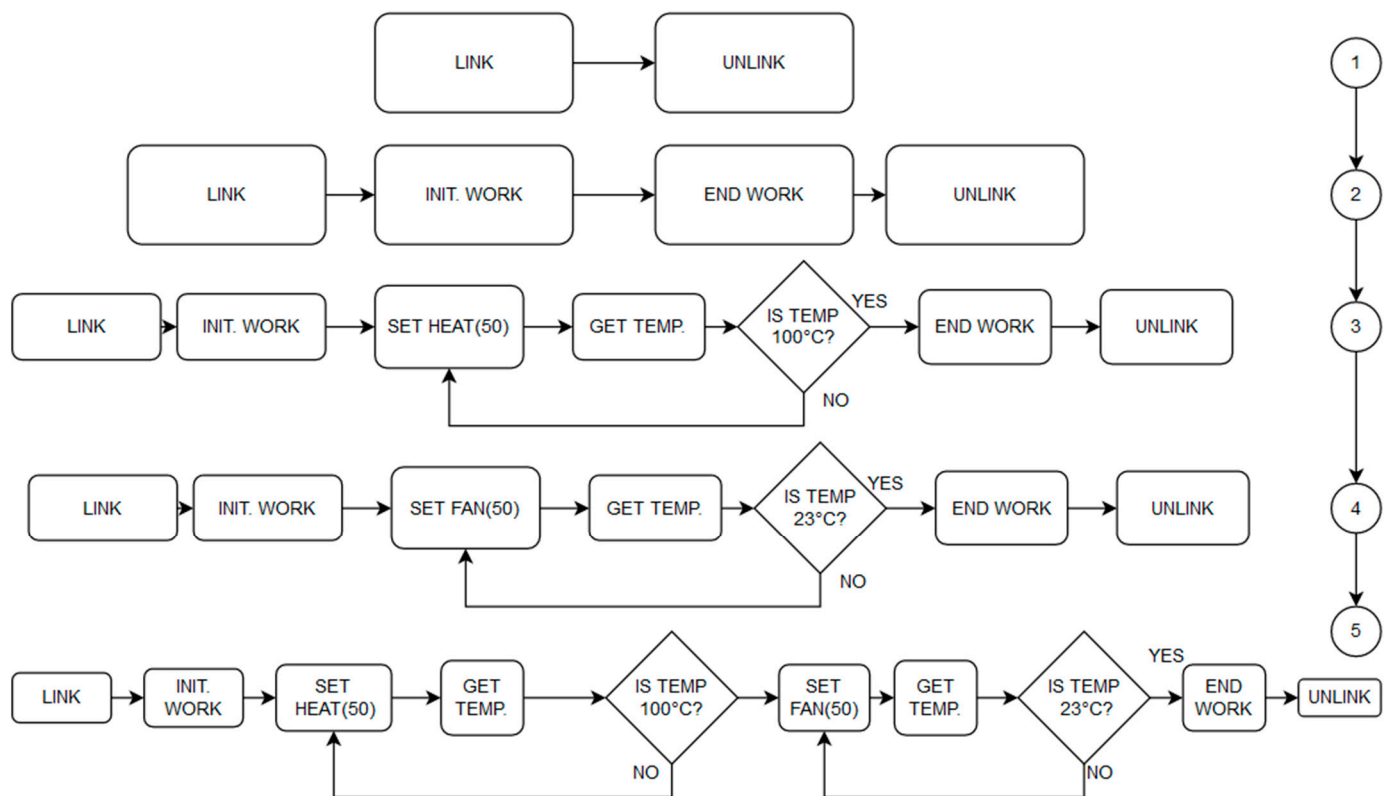 LINK
UNLINK
1
LINK
INIT. WORK
END WORK
UNLINK
2
LINK
INIT. WORK
SET HEAT(50)
GET TEMP.
IS TEMP
100°C?
YES
NO
END WORK
UNLINK
3
LINK
INIT. WORK
SET FAN(50)
GET TEMP.
IS TEMP
23°C?
YES
NO
END WORK
UNLINK
4
5
LINK
INIT.
WORK
SET
HEAT(50)
GET
TEMP.
IS TEMP
100°C?
NO
SET
FAN(50)
GET
TEMP.
IS TEMP
23°C?
YES
NO
END
WORK
UNLINK